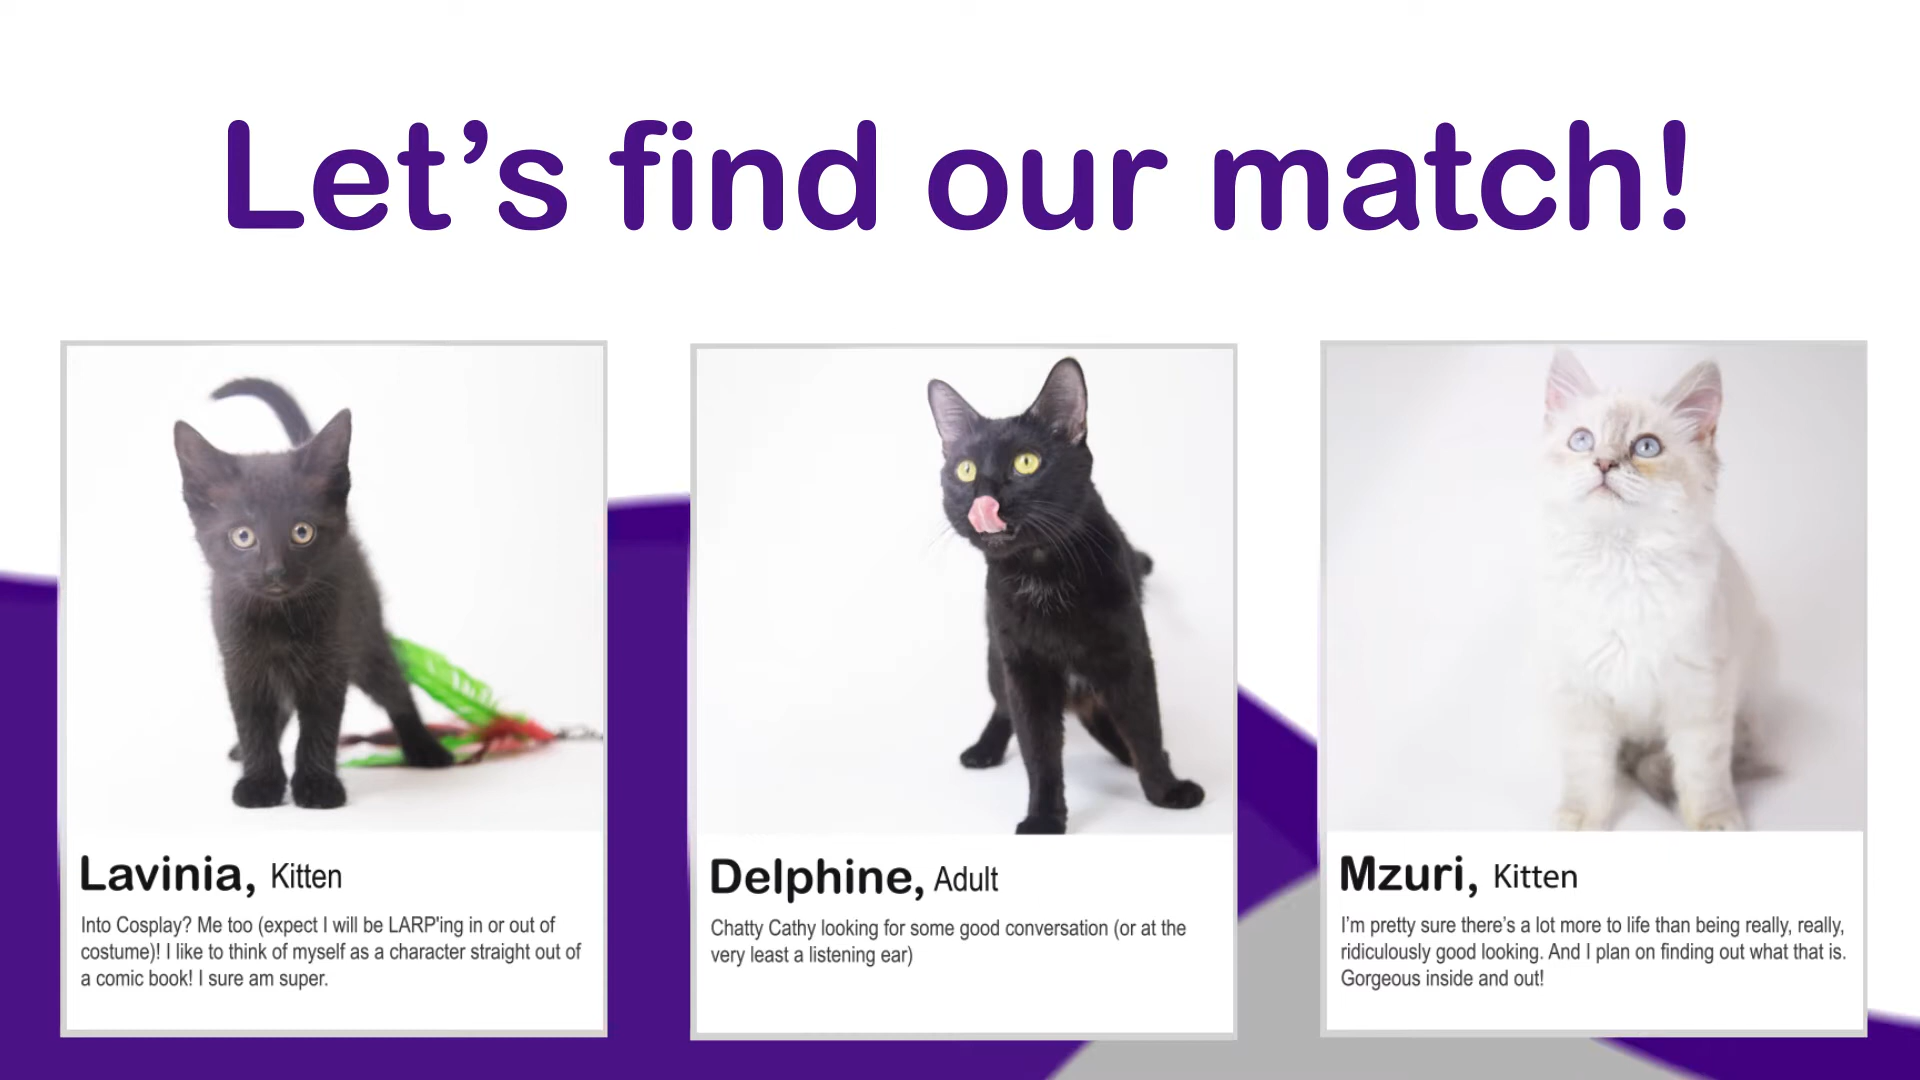 Let’s find our match!
Lavinia, Kitten
Into Cosplay? Me too (expect I will be LARP'ing in or out of
costume)! I like to think of myself as a character straight out of
a comic book! I sure am super.
Delphine, Adult
Chatty Cathy looking for some good conversation (or at the
very least a listening ear)
Mzuri, Kitten
I’m pretty sure there’s a lot more to life than being really, really,
ridiculously good looking. And I plan on finding out what that is.
Gorgeous inside and out!